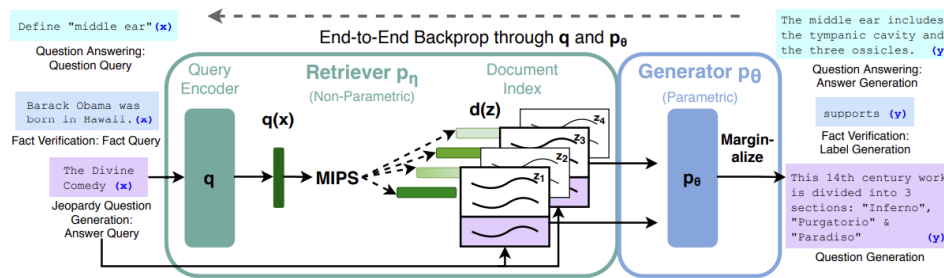 End-to-End Backprop through q and pθ
Define "middle ear" (x)
Question Answering:
Question Query
Barack Obama was
born in Hawaii.(x)
Fact Verification: Fact Query
The Divine
Comedy (x)
Jeopardy Question
Generation:
Answer Query
Query
Encoder
q
q(x)
Retriever pη
(Non-Parametric)
MIPS
Document
Index
d(z)
z4
z3
z2
z1
Generator pθ
(Parametric)
pθ
Margin-
alize
The middle ear includes
the tympanic cavity and
the three ossicles. (y)
Question Answering:
Answer Generation
supports (y)
Fact Verification:
Label Generation
This 14th century work
is divided into 3
sections: "Inferno",
"Purgatorio" &
"Paradiso" (y)
Question Generation